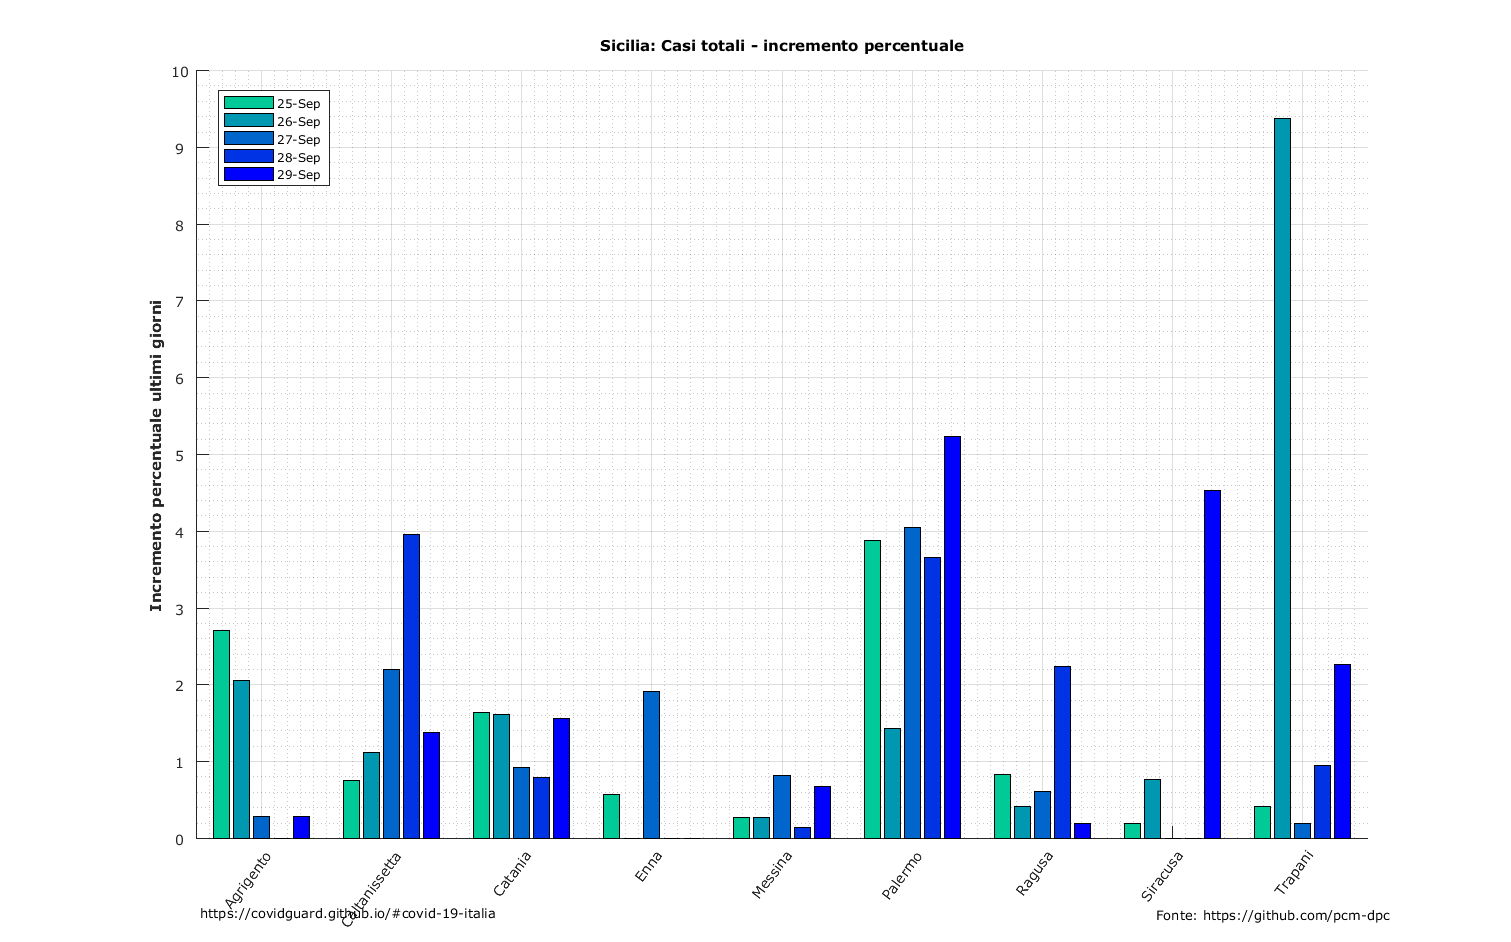 Sicilia: Casi totali - incremento percentuale
Incremento percentuale ultimi giorni
10
9
8
7
6
5
4
3
2
1
0
25-Sep
26-Sep
27-Sep
28-Sep
29-Sep
Agrigento
Caltanissetta
Catania
Enna
Messina
Palermo
Ragusa
Siracusa
Trapani
https://covidguard.github.io/#covid-19-italia
Fonte: https://github.com/pcm-dpc